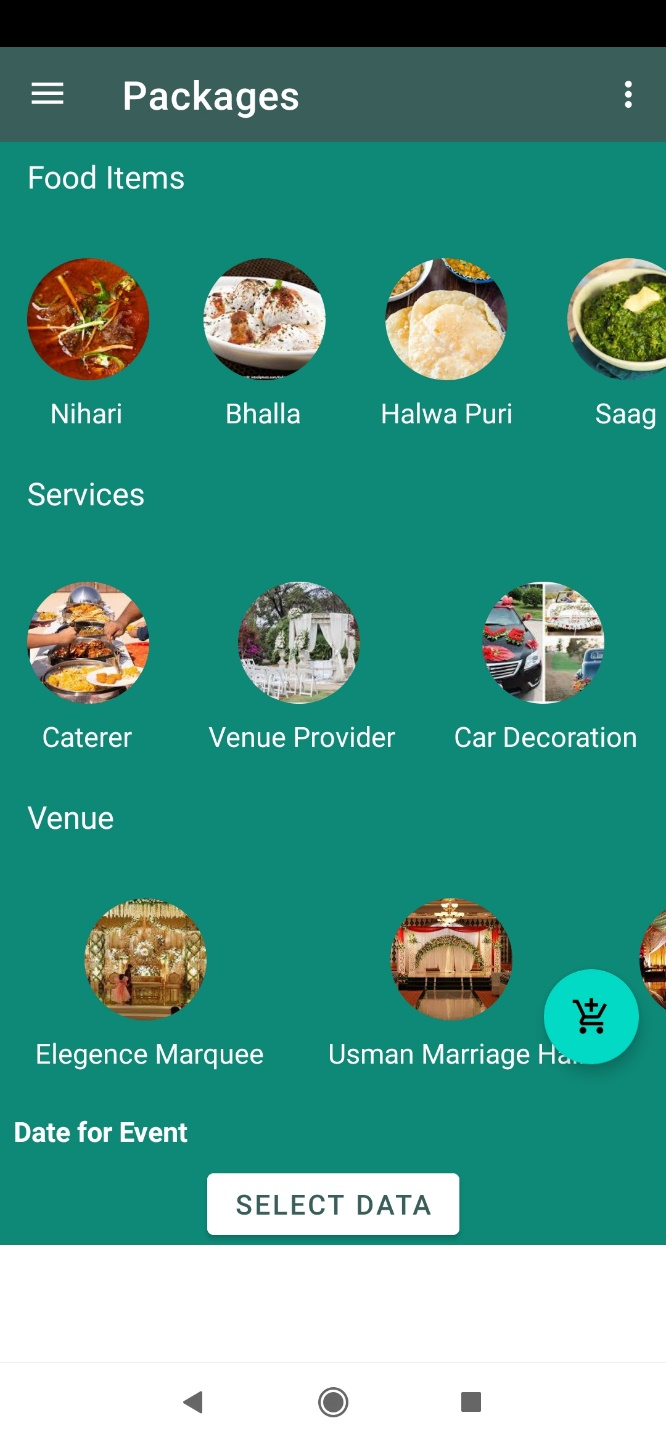 Packages
Food Items
Nihari
Bhalla
Halwa Puri
Saag
Services
Caterer
Venue Provider
Car Decoration
Venue
Elegence Marquee
Usman Marriage
Date for Event
SELECT DATA